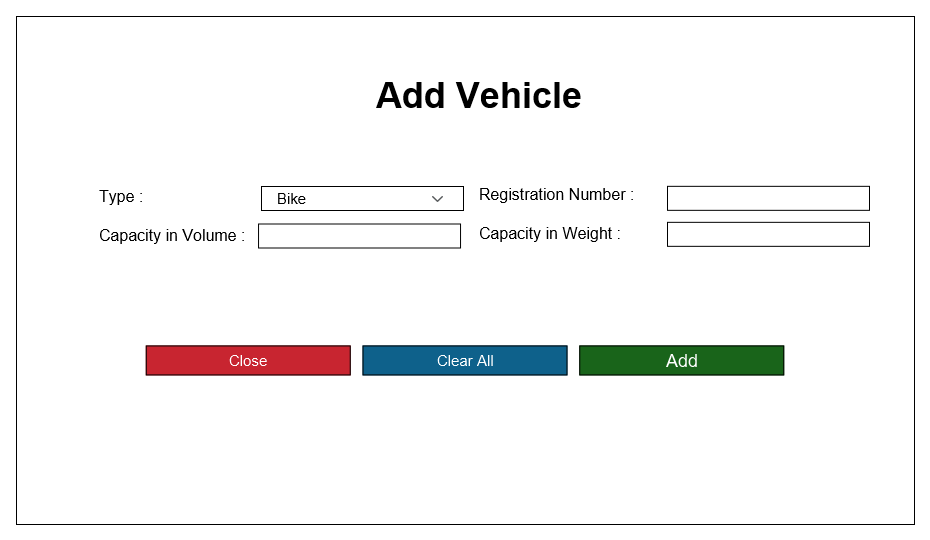 Add Vehicle
Type : Bike Registration Number :
Capacity in Volume : Capacity in Weight :
Close Clear All Add